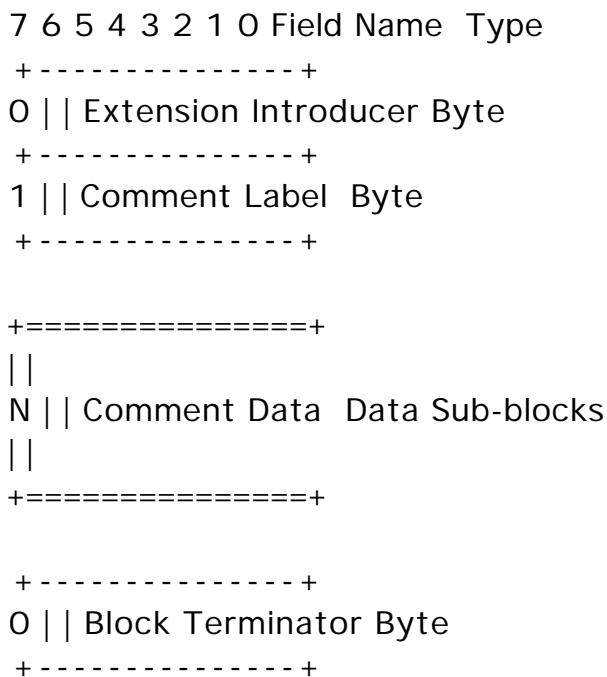 7 6 5 4 3 2 1 0 Field Name Type
+---------------+
0 | | Extension Introducer Byte
+---------------+
1 | | Comment Label Byte
+---------------+
+===============+
| |
N | | Comment Data Data Sub-blocks
| |
+===============+
+---------------+
0 | | Block Terminator Byte
+---------------+